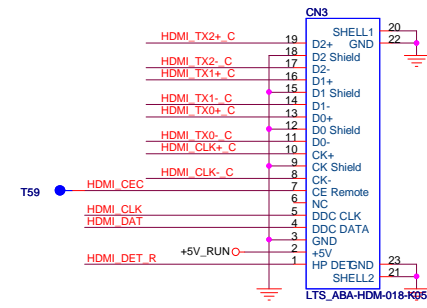 CN3
SHELL1 20
HDMI_TX2+_C 19 D2+ GND 22
18 D2 Shield
HDMI_TX2-_C 17 D2-
HDMI_TX1+_C 16 D1+
15 D1 Shield
HDMI_TX1-_C 14 D1-
HDMI_TX0+_C 13 D0+
12 D0 Shield
HDMI_TX0-_C 11 D0-
HDMI_CLK+_C 10 CK+
9 CK Shield
HDMI_CLK-_C 8 CK-
T59 HDMI_CEC 7 CE Remote
6 NC
HDMI_CLK 5 DDC CLK
HDMI_DAT 4 DDC DATA
3 GND
+5V_RUN 2 +5V
HDMI_DET_R 1 HP DET GND 23
SHELL2 21
LTS_ABA-HDM-018-K05